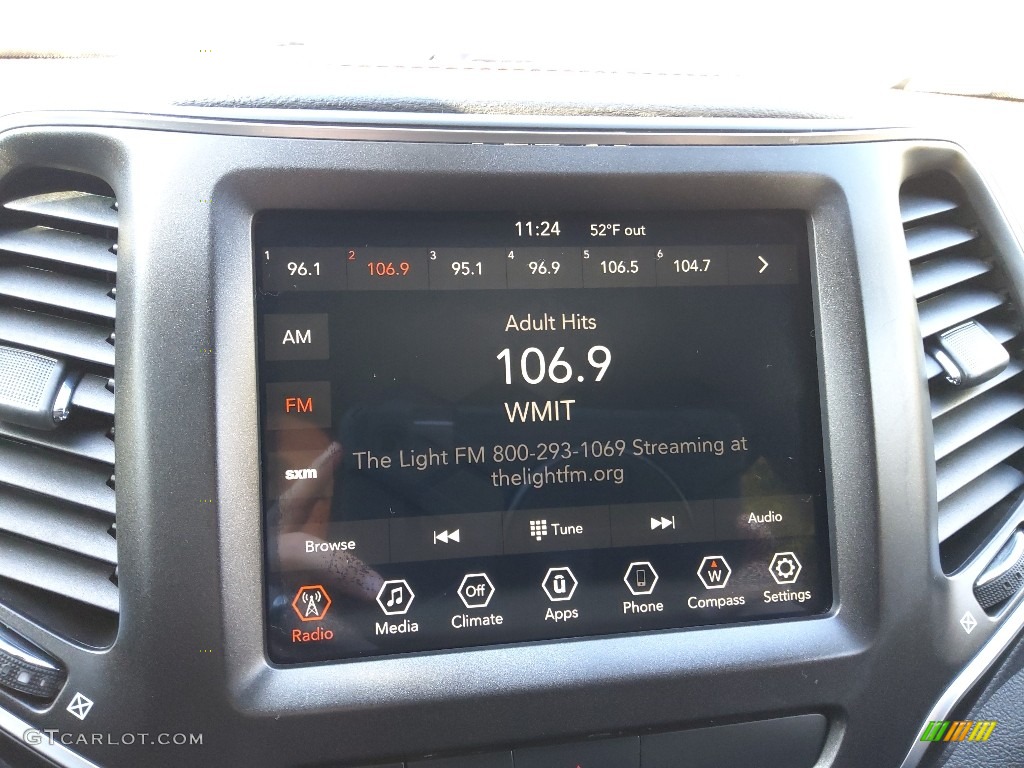 11:24 52°F out
1 96.1 2 106.9 3 95.1 4 96.9 5 106.5 6 104.7
Adult Hits
AM
106.9
FM
WMIT
The Light FM 800-293-1069 Streaming at
thelightfm.org
sxm
Browse Tune Audio
Off ū W
Radio Media Climate Apps Phone Compass Settings
GTCARLOT.COM